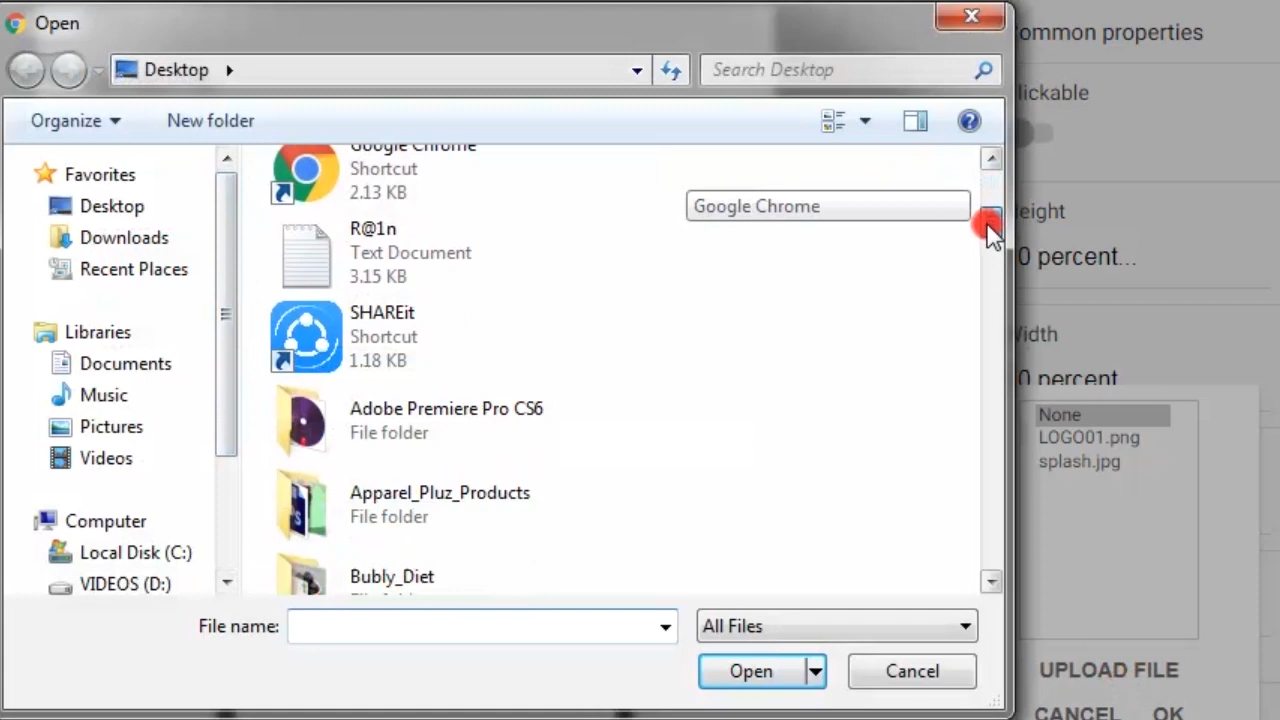 Open
Desktop
Search Desktop
Organize
New folder
Favorites
Desktop
Downloads
Recent Places
Libraries
Documents
Music
Pictures
Videos
Computer
Local Disk (C:)
VIDEOS (D:)
Google Chrome
Shortcut
2.13 KB
R@1n
Text Document
3.15 KB
SHAREit
Shortcut
1.18 KB
Adobe Premiere Pro CS6
File folder
Apparel_Pluz_Products
File folder
Bubly_Diet
Google Chrome
File name:
All Files
Open
Cancel
ommon properties
lickable
eight
0 percent...
idth
0 percent
None
LOGO01.png
splash.jpg
UPLOAD FILE
CANCEL OK